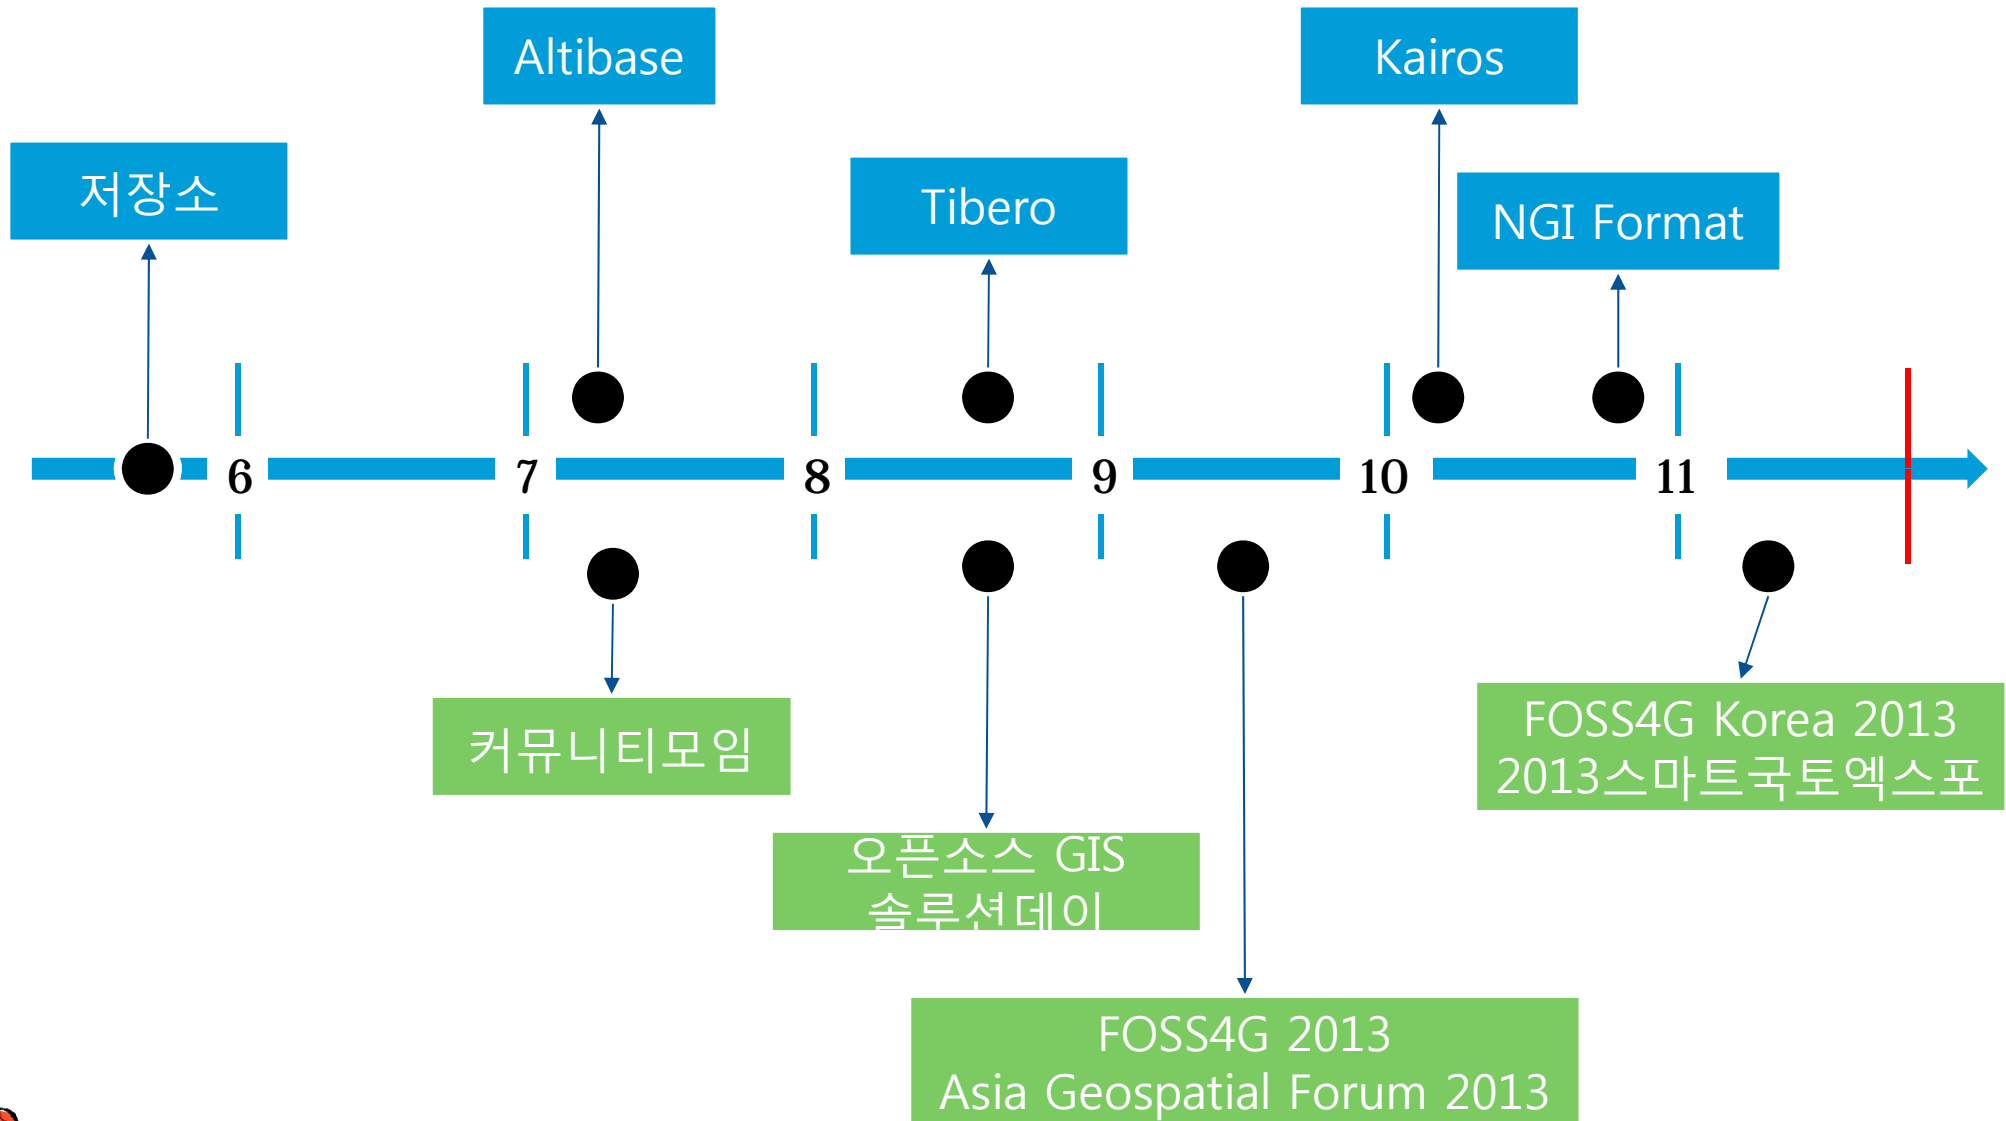 Altibase
Kairos
저장소
Tibero
NGI Format
6
7
8
9
10
11
커뮤니티모임
FOSS4G Korea 2013
2013스마트국토엑스포
오픈소스 GIS
솔루션데이
FOSS4G 2013
Asia Geospatial Forum 2013